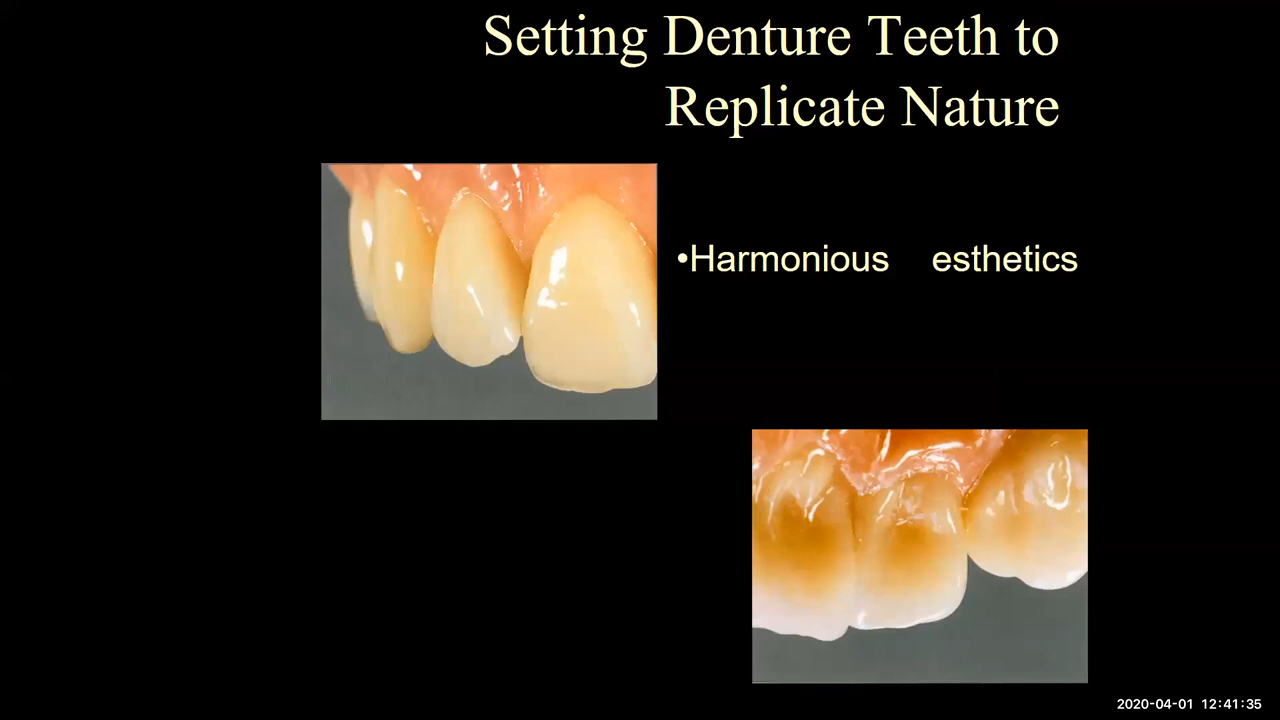 Setting Denture Teeth to
Replicate Nature
•Harmonious esthetics
2020-04-01 12:41:35